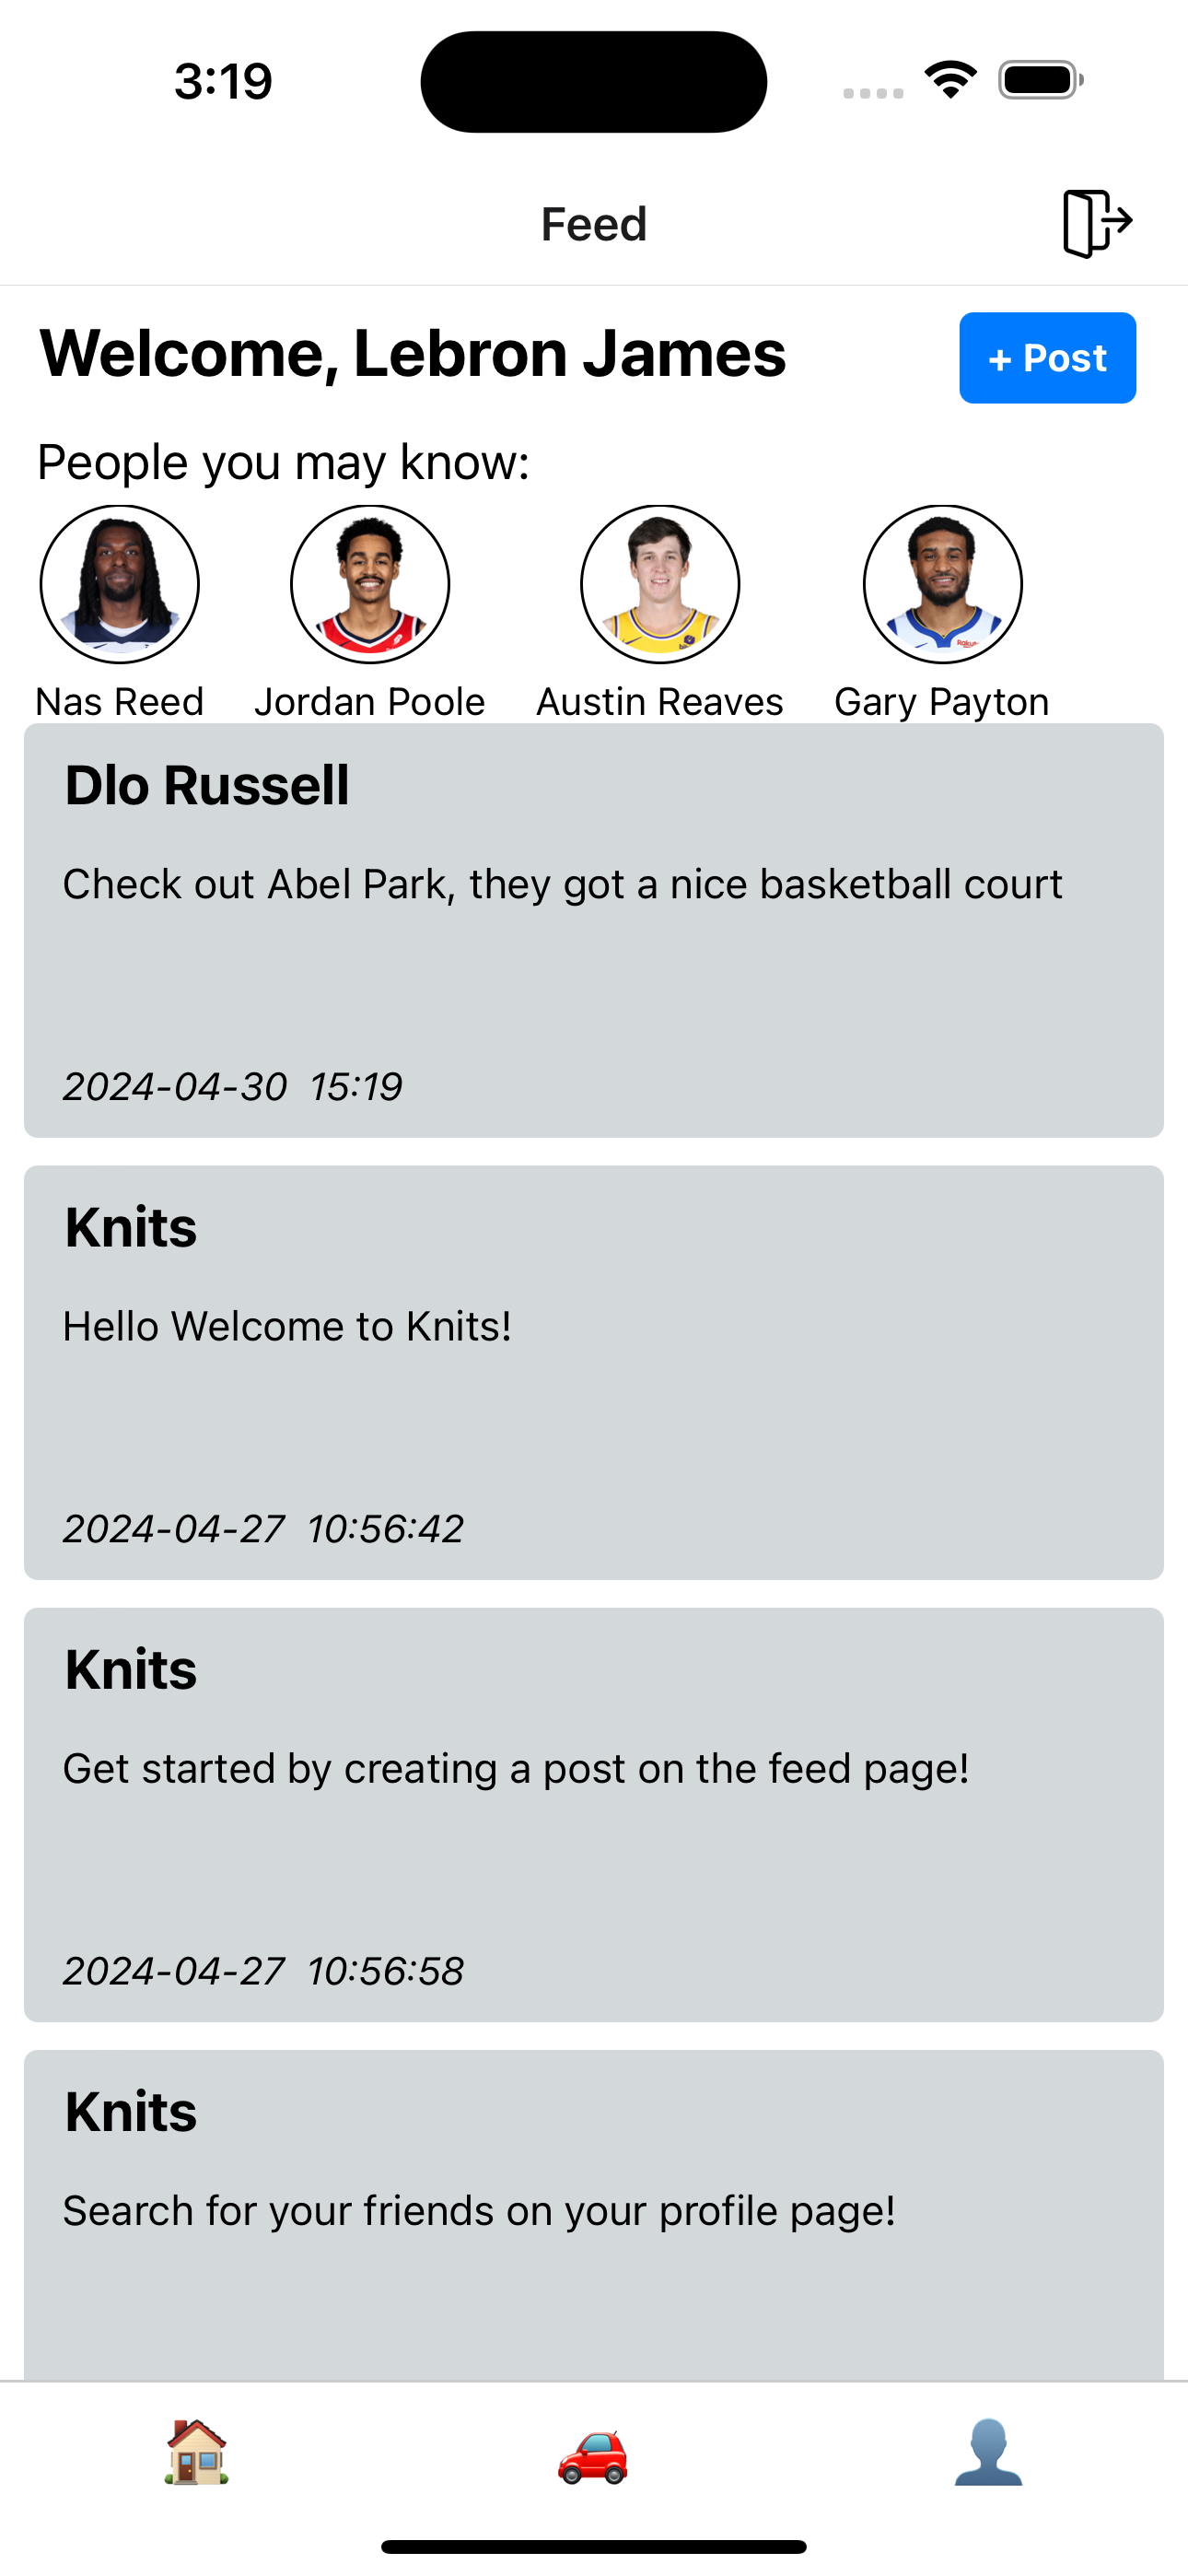 3:19
Feed
Welcome, Lebron James
+ Post
People you may know:
Nas Reed
Jordan Poole
Austin Reaves
Gary Payton
Dlo Russell
Check out Abel Park, they got a nice basketball court
2024-04-30 15:19
Knits
Hello Welcome to Knits!
2024-04-27 10:56:42
Knits
Get started by creating a post on the feed page!
2024-04-27 10:56:58
Knits
Search for your friends on your profile page!